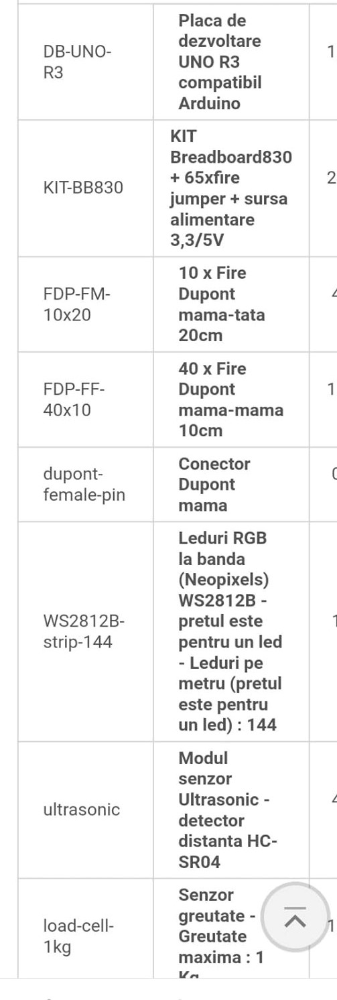 DB-UNO-
R3
Placa de
dezvoltare
UNO R3
compatibil
Arduino
1
KIT-BB830
KIT
Breadboard830
+ 65xfire
jumper + sursa
alimentare
3,3/5V
2
FDP-FM-
10x20
10 x Fire
Dupont
mama-tata
20cm
FDP-FF-
40x10
40 x Fire
Dupont
mama-mama
10cm
1
dupont-
female-pin
Conector
Dupont
mama
WS2812B-
strip-144
Leduri RGB
la banda
(Neopixels)
WS2812B -
pretul este
pentru un led
- Leduri pe
metru (pretul
este pentru
un led) : 144
ultrasonic
Modul
senzor
Ultrasonic -
detector
distanta HC-
SR04
load-cell-
1kg
Senzor
greutate -
Greutate
maxima : 1
Kg
1